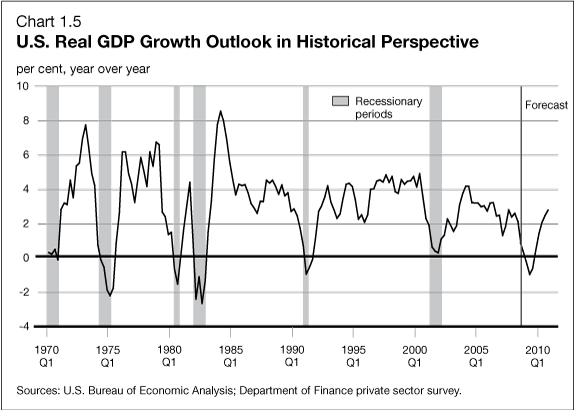 Chart 1.5
U.S. Real GDP Growth Outlook in Historical Perspective
per cent, year over year
10
8
6
4
2
0
-2
-4
Recessionary
periods
Forecast
1970 1975 1980 1985 1990 1995 2000 2005 2010
Q1 Q1 Q1 Q1 Q1 Q1 Q1 Q1 Q1
Sources: U.S. Bureau of Economic Analysis; Department of Finance private sector survey.